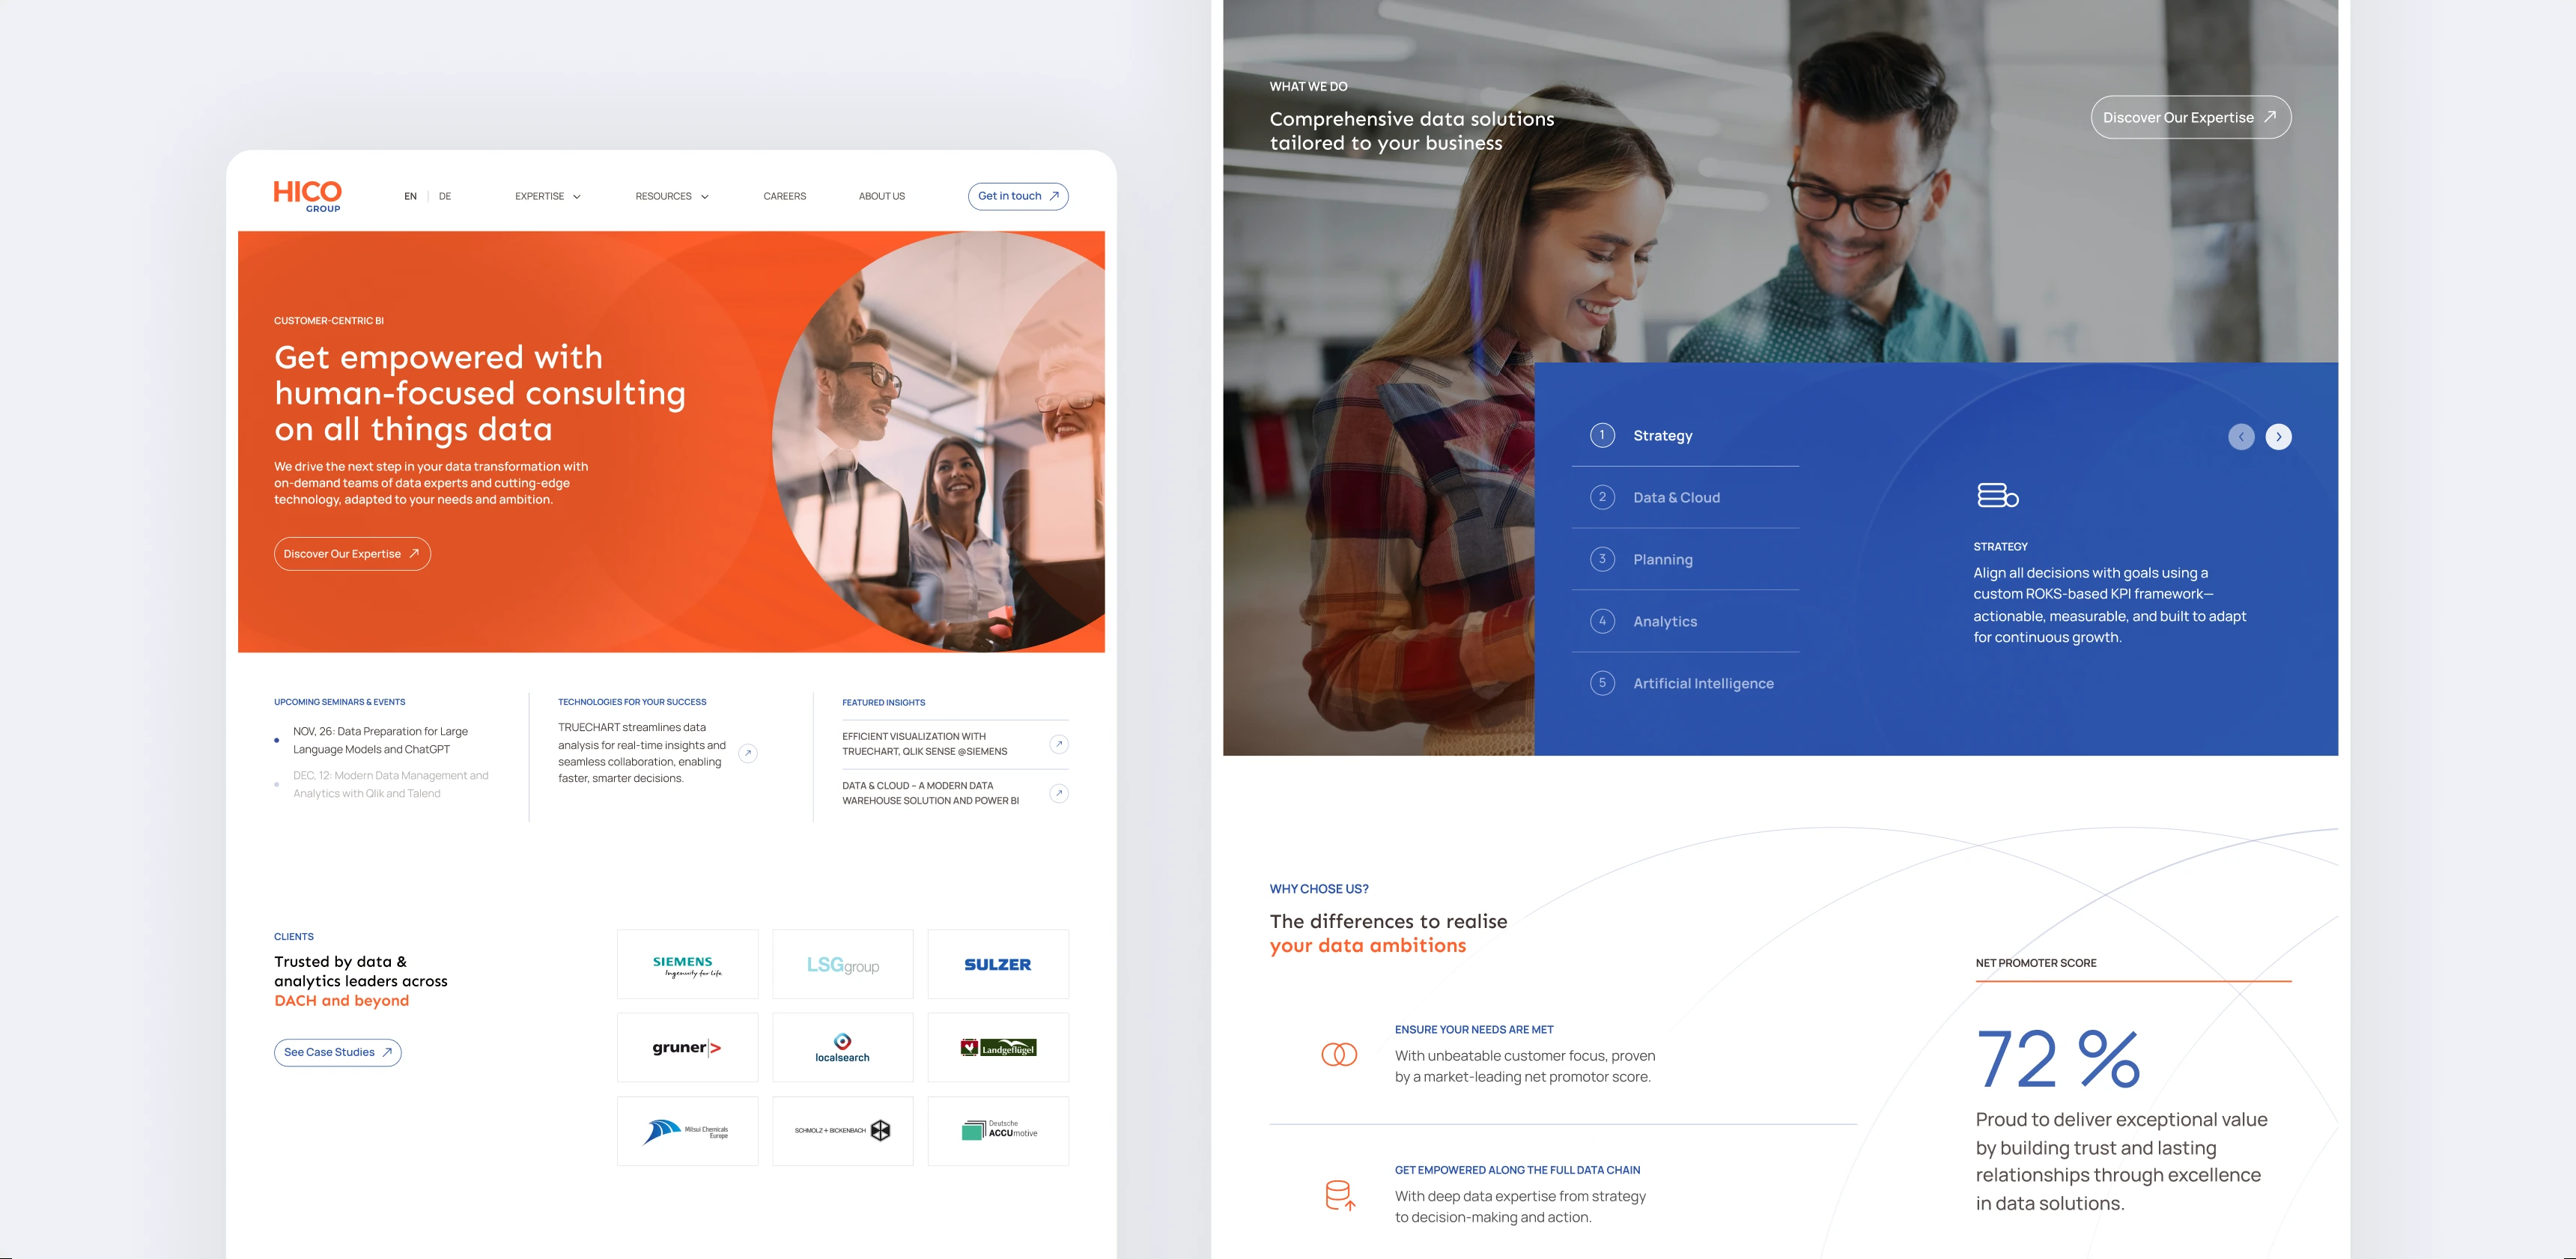 HICO
GROUP
EN
DE
EXPERTISE
RESOURCES
CAREERS
ABOUT US
Get in touch
CUSTOMER-CENTRIC BI
Get empowered with
human-focused consulting
on all things data
We drive the next step in your data transformation with
on-demand teams of data experts and cutting-edge
technology, adapted to your needs and ambition.
Discover Our Expertise
UPCOMING SEMINARS & EVENTS
NOV, 26: Data Preparation for Large
Language Models and ChatGPT
DEC, 12: Modern Data Management and
Analytics with Qlik and Talend
TECHNOLOGIES FOR YOUR SUCCESS
TRUECHART streamlines data
analysis for real-time insights and
seamless collaboration, enabling
faster, smarter decisions.
FEATURED INSIGHTS
EFFICIENT VISUALIZATION WITH
TRUECHART, QLIK SENSE @SIEMENS
DATA & CLOUD – A MODERN DATA
WAREHOUSE SOLUTION AND POWER BI
CLIENTS
Trusted by data &
analytics leaders across
DACH and beyond
See Case Studies
SIEMENS
Ingenuity for life
LSGgroup
SULZER
gruner
localsearch
Landgeflügel
Mitsui Chemicals
Europe
SCHMOLZ + BICKENBACH
Deutsche
ACCUmotive
WHAT WE DO
Comprehensive data solutions
tailored to your business
Discover Our Expertise
1 Strategy
2 Data & Cloud
3 Planning
4 Analytics
5 Artificial Intelligence
STRATEGY
Align all decisions with goals using a
custom ROKS-based KPI framework—
actionable, measurable, and built to adapt
for continuous growth.
WHY CHOSE US?
The differences to realise
your data ambitions
ENSURE YOUR NEEDS ARE MET
With unbeatable customer focus, proven
by a market-leading net promotor score.
GET EMPOWERED ALONG THE FULL DATA CHAIN
With deep data expertise from strategy
to decision-making and action.
NET PROMOTER SCORE
72 %
Proud to deliver exceptional value
by building trust and lasting
relationships through excellence
in data solutions.